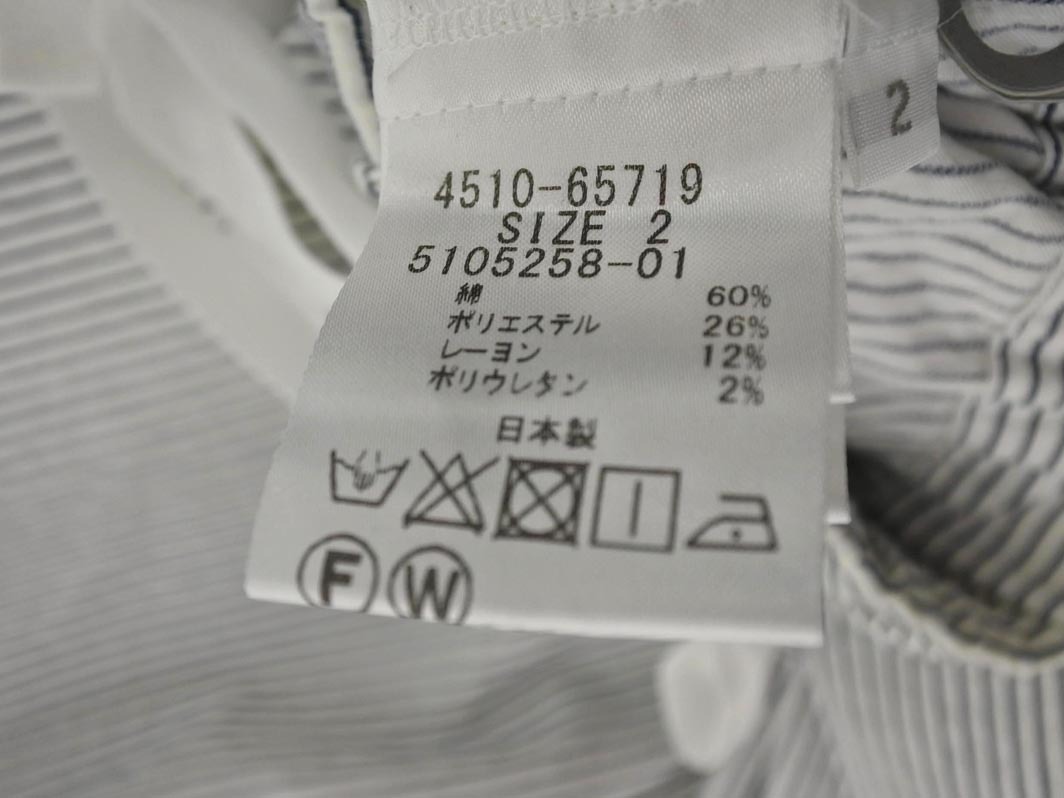 2
4510-65719
SIZE 2
5105258-01
綿 60%
ポリエステル 26%
レーヨン 12%
ポリウレタン 2%
日本製
F W